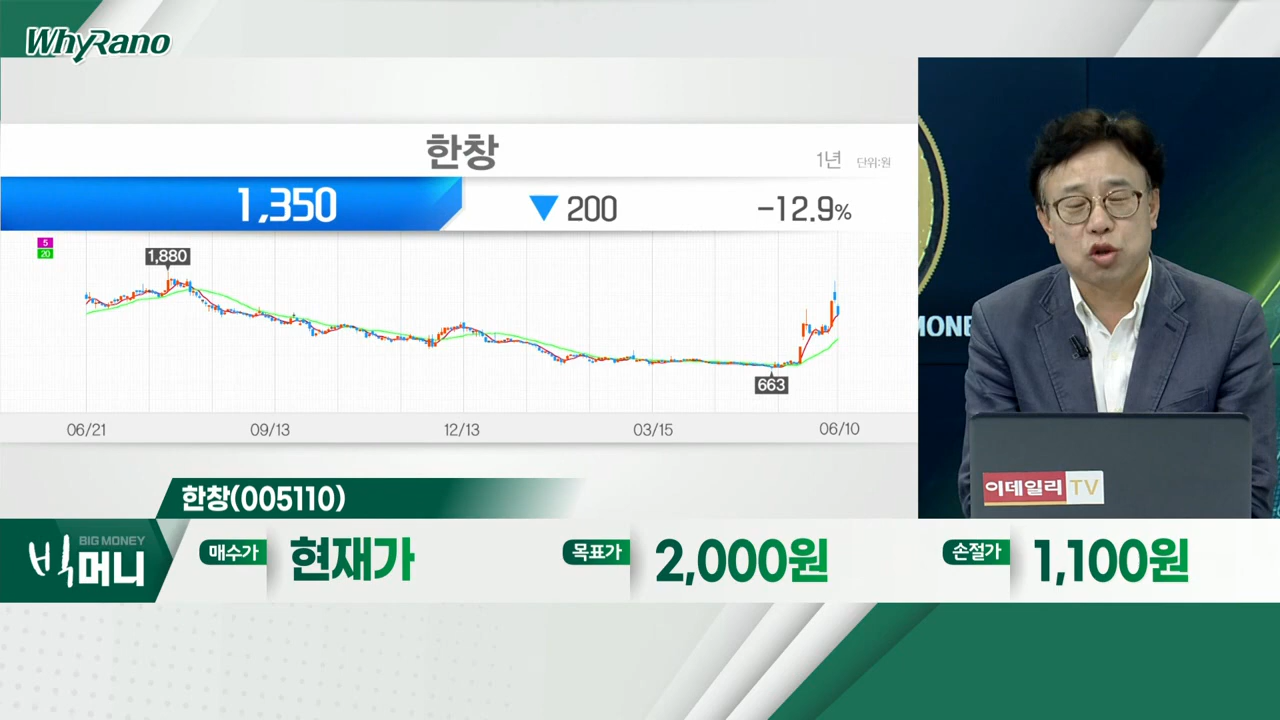 WhyRano
한창
1년 단위:원
1,350 ▼ 200 -12.9%
5
20
1,880
663
06/21 09/13 12/13 03/15 06/10
MONE
이데일리 TV
한창(005110)
BIG MONEY
빅머니
매수가 현재가 목표가 2,000원 손절가 1,100원